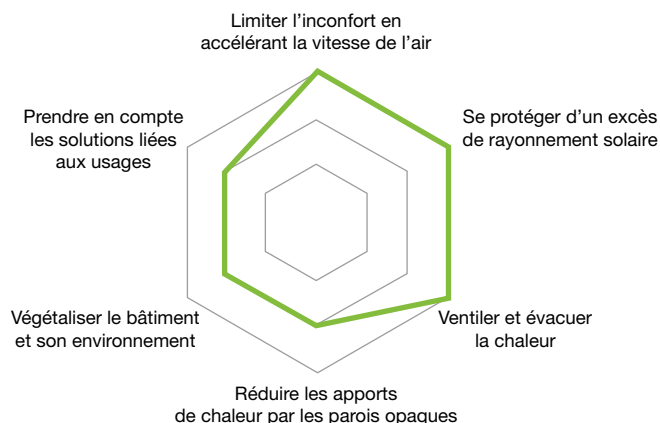 Limiter l’inconfort en
accélérant la vitesse de l’air
Prendre en compte
les solutions liées
aux usages
Se protéger d’un excès
de rayonnement solaire
Végétaliser le bâtiment
et son environnement
Ventiler et évacuer
la chaleur
Réduire les apports
de chaleur par les parois opaques